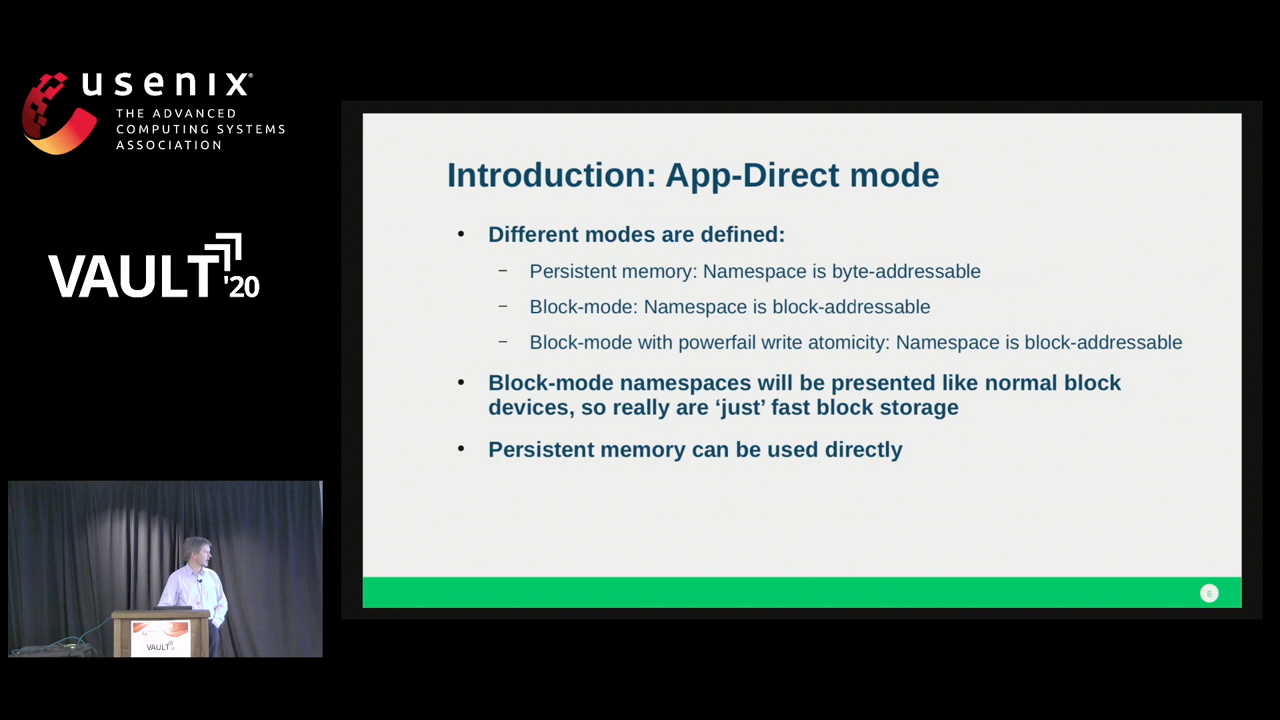 usenix®
THE ADVANCED
COMPUTING SYSTEMS
ASSOCIATION
VAULT '20
Introduction: App-Direct mode
• Different modes are defined:
– Persistent memory: Namespace is byte-addressable
– Block-mode: Namespace is block-addressable
– Block-mode with powerfail write atomicity: Namespace is block-addressable
• Block-mode namespaces will be presented like normal block
devices, so really are ‘just’ fast block storage
• Persistent memory can be used directly
6
VAULT